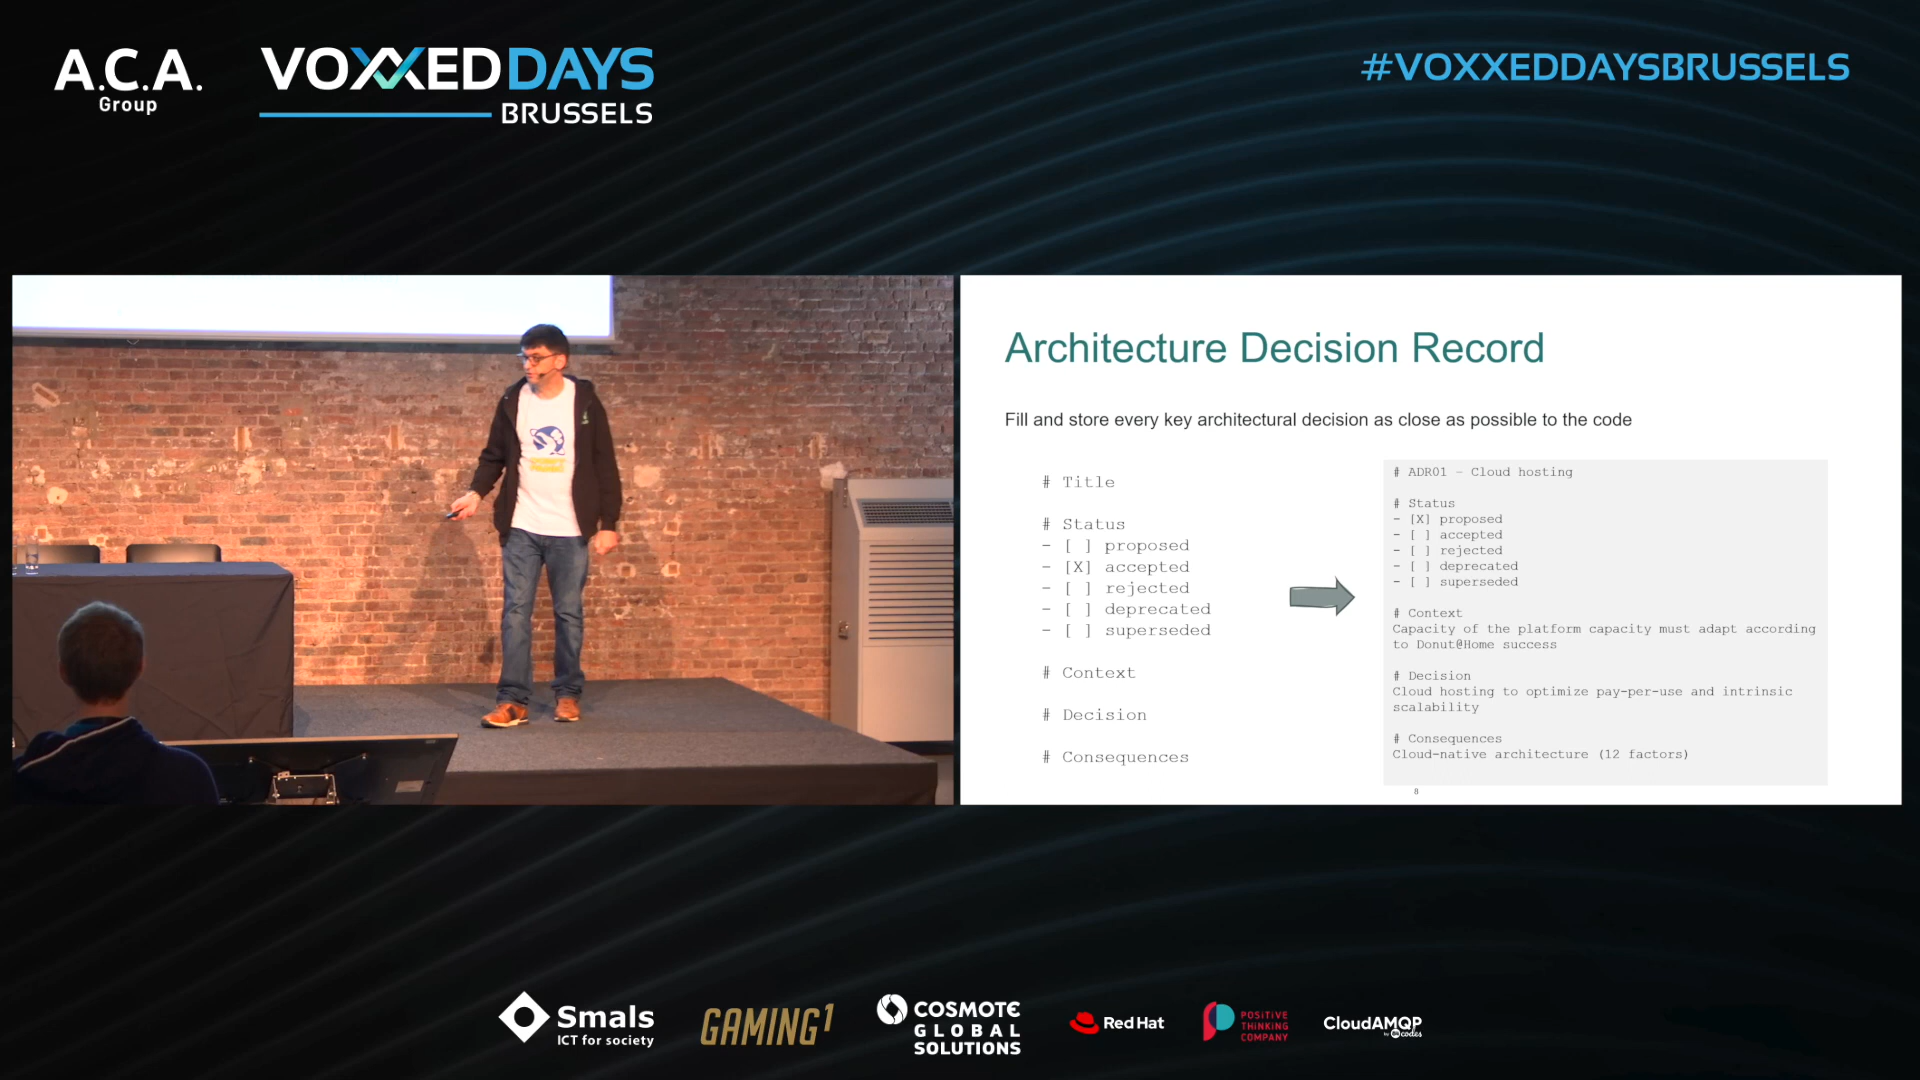 A.C.A.
Group
VOXXEDDAYS
BRUSSELS
#VOXXEDDAYSBRUSSELS
Architecture Decision Record
Fill and store every key architectural decision as close as possible to the code
# Title
# Status
- [ ] proposed
- [X] accepted
- [ ] rejected
- [ ] deprecated
- [ ] superseded
# Context
# Decision
# Consequences
# ADR01 – Cloud hosting
# Status
- [X] proposed
- [ ] accepted
- [ ] rejected
- [ ] deprecated
- [ ] superseded
# Context
Capacity of the platform capacity must adapt according
to Donut@Home success
# Decision
Cloud hosting to optimize pay-per-use and intrinsic
scalability
# Consequences
Cloud-native architecture (12 factors)
8
Smals
ICT for society
GAMING1
COSMOTE
GLOBAL
SOLUTIONS
Red Hat
POSITIVE
THINKING
COMPANY
CloudAMQP